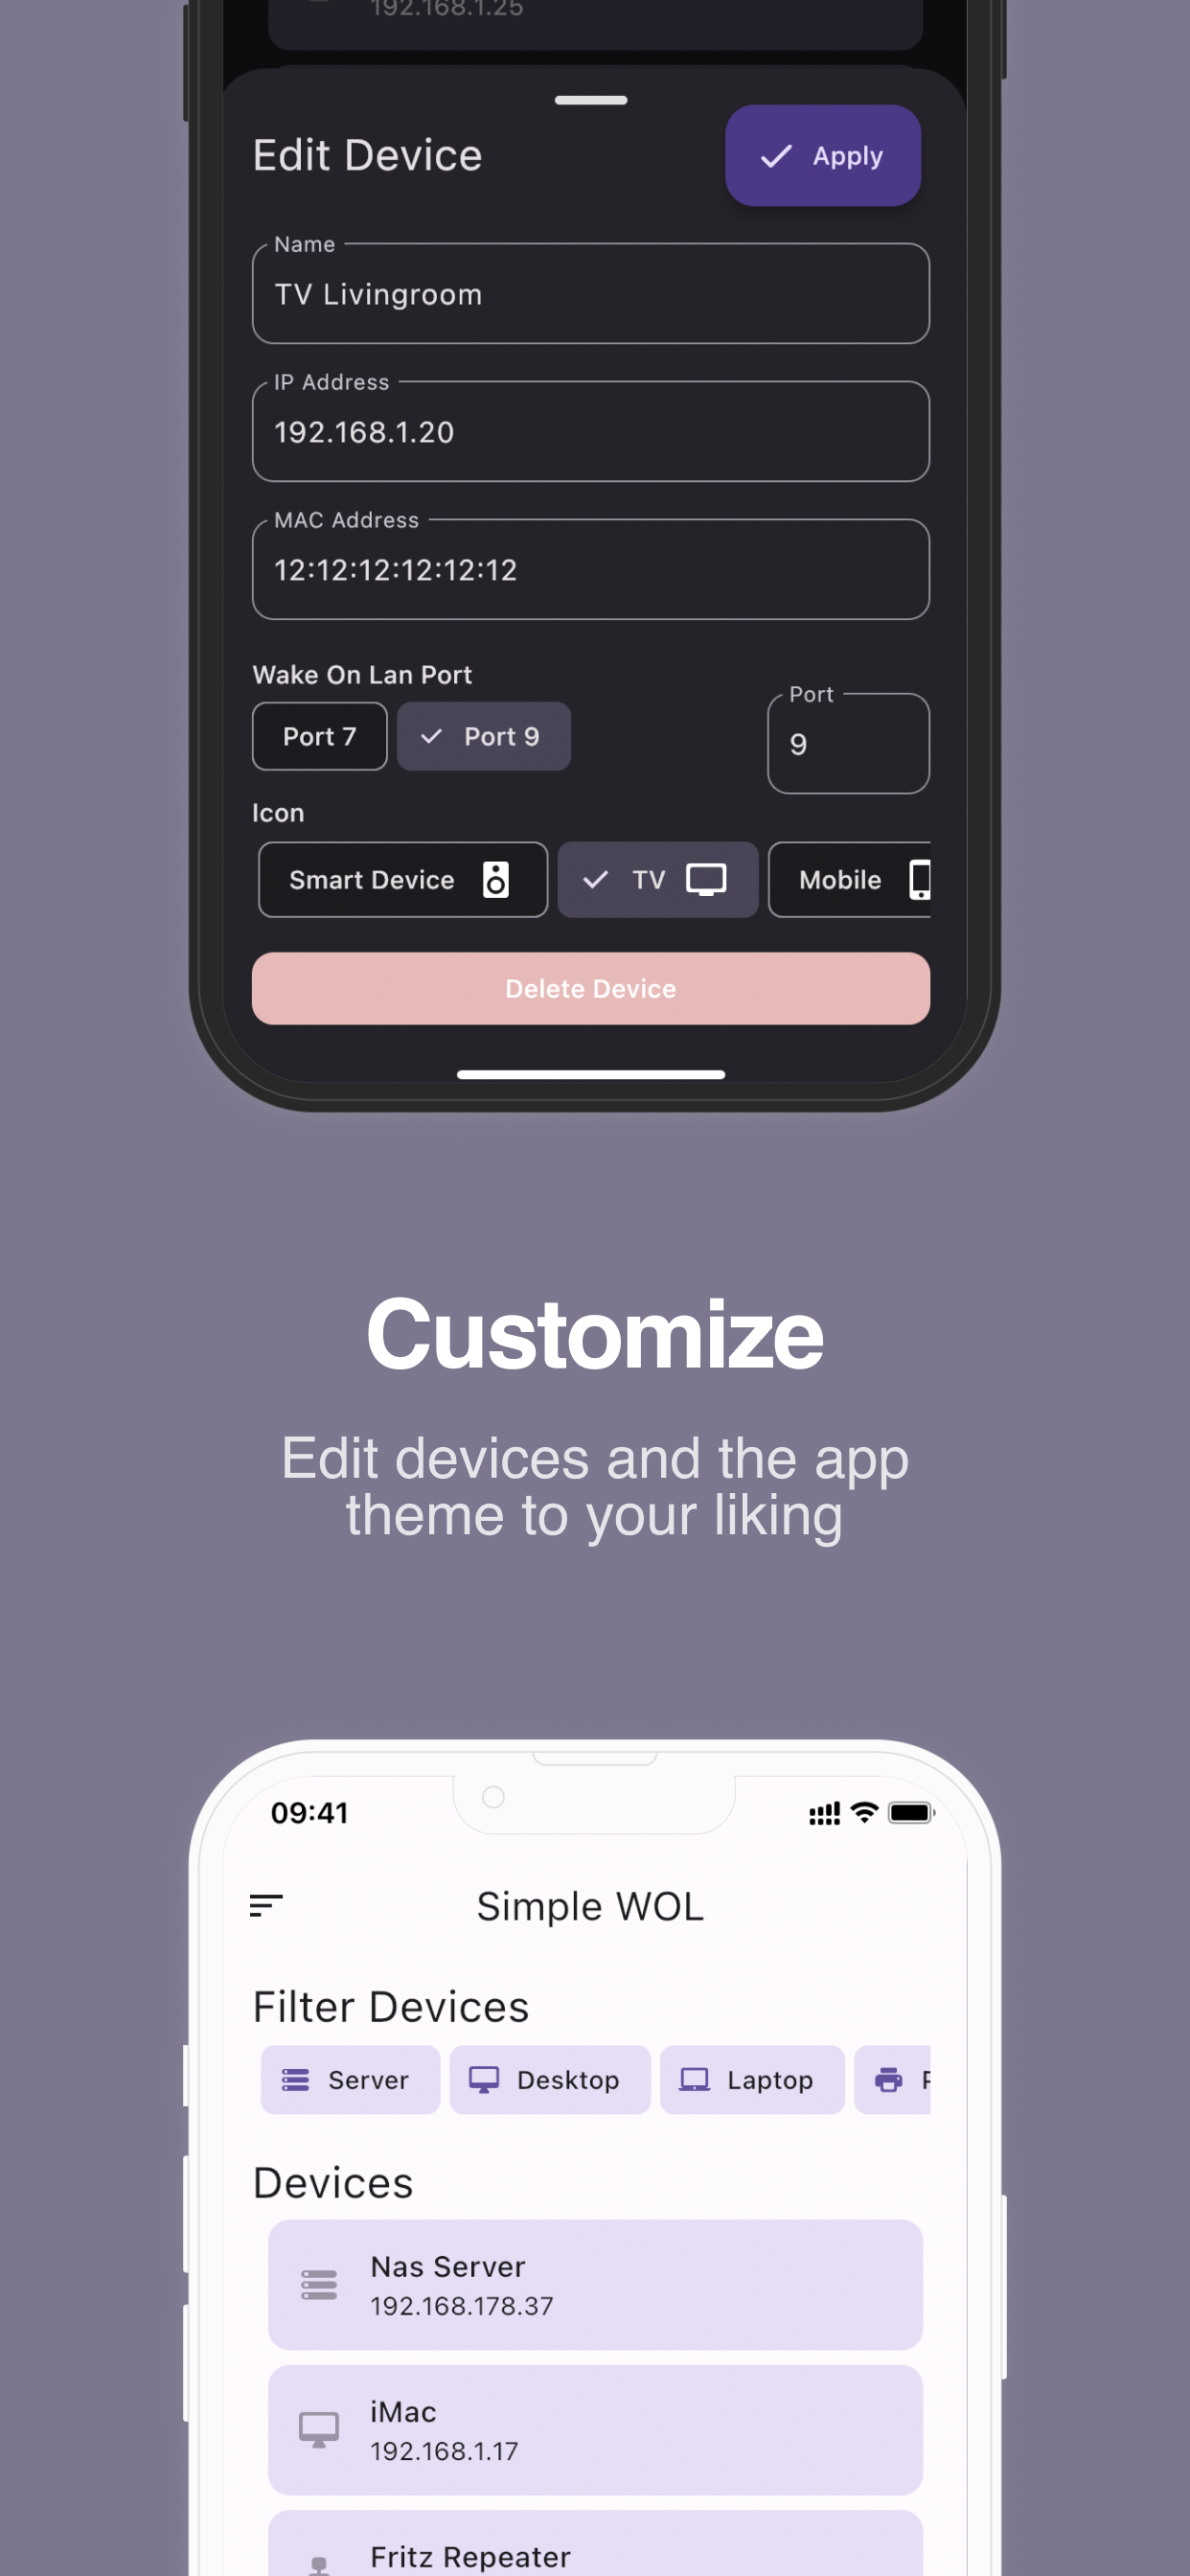 192.168.1.25
Edit Device
Apply
Name
TV Livingroom
IP Address
192.168.1.20
MAC Address
12:12:12:12:12:12
Wake On Lan Port
Port 7
Port 9
Port
9
Icon
Smart Device
TV
Mobile
Delete Device
Customize
Edit devices and the app
theme to your liking
09:41
Simple WOL
Filter Devices
Server
Desktop
Laptop
Devices
Nas Server
192.168.178.37
iMac
192.168.1.17
Fritz Repeater